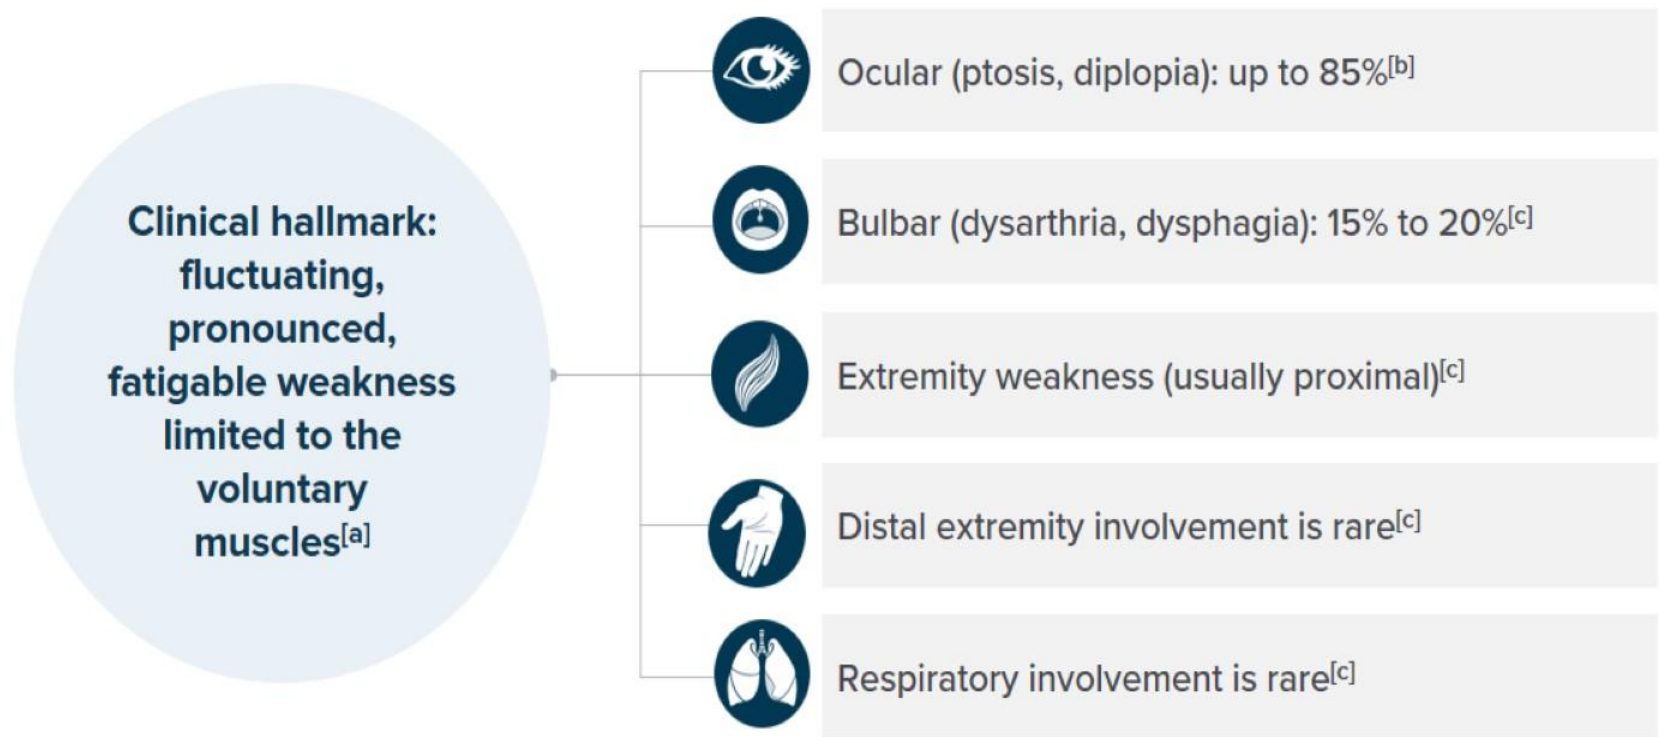 Clinical hallmark:
fluctuating,
pronounced,
fatigable weakness
limited to the
voluntary
muscles[a]
Ocular (ptosis, diplopia): up to 85%[b]
Bulbar (dysarthria, dysphagia): 15% to 20%[c]
Extremity weakness (usually proximal)[c]
Distal extremity involvement is rare[c]
Respiratory involvement is rare[c]